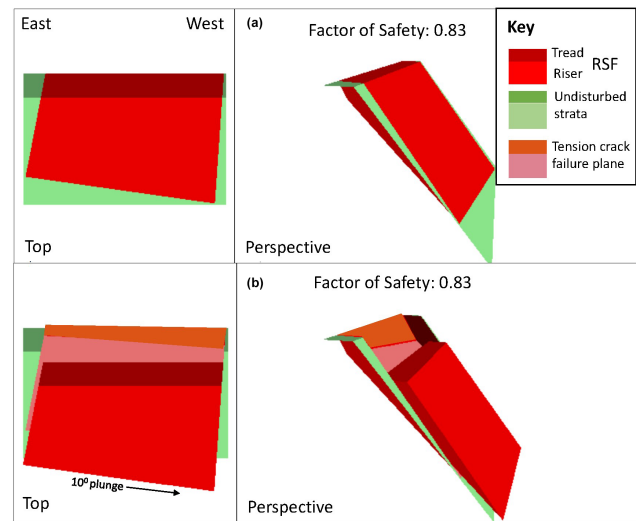 East West
(a) Factor of Safety: 0.83
Key
Tread
Riser
RSF
Undisturbed
strata
Tension crack
failure plane
Top
Perspective
(b) Factor of Safety: 0.83
10⁰ plunge
Top
Perspective